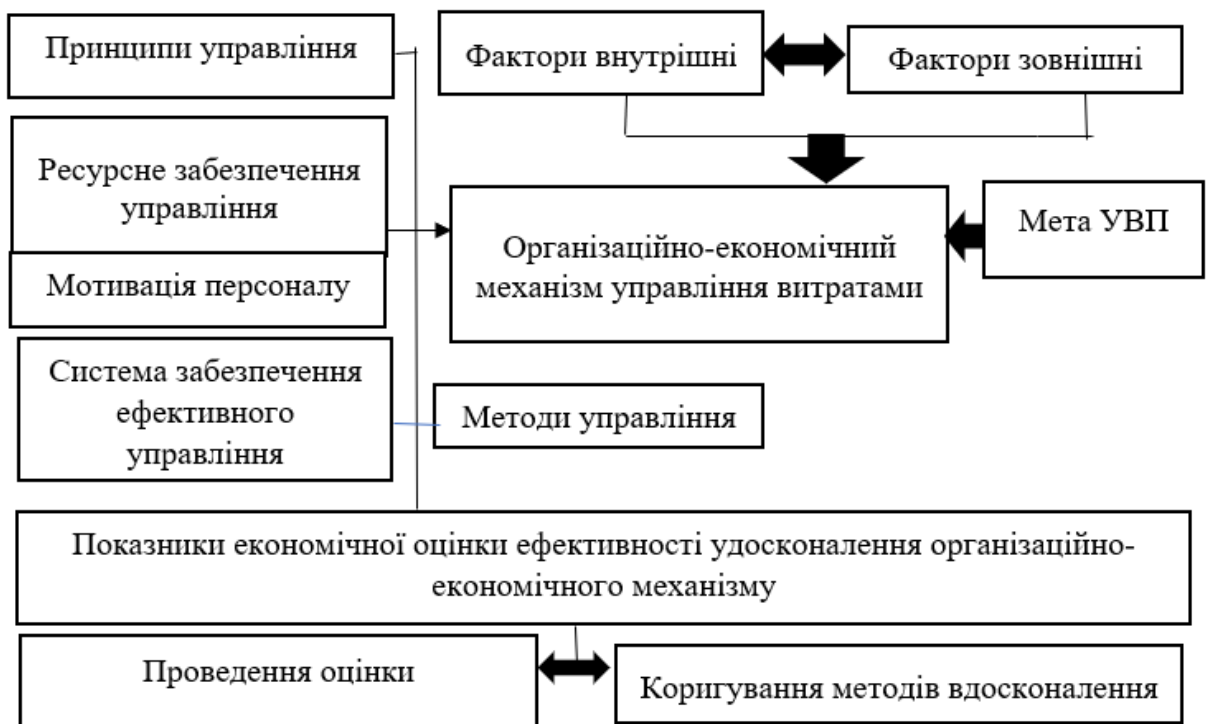 Принципи управління
Фактори внутрішні
Фактори зовнішні
Ресурсне забезпечення
управління
Мотивація персоналу
Організаційно-економічний
механізм управління витратами
Мета УВП
Система забезпечення
ефективного
управління
Методи управління
Показники економічної оцінки ефективності удосконалення організаційно-
економічного механізму
Проведення оцінки
Коригування методів вдосконалення